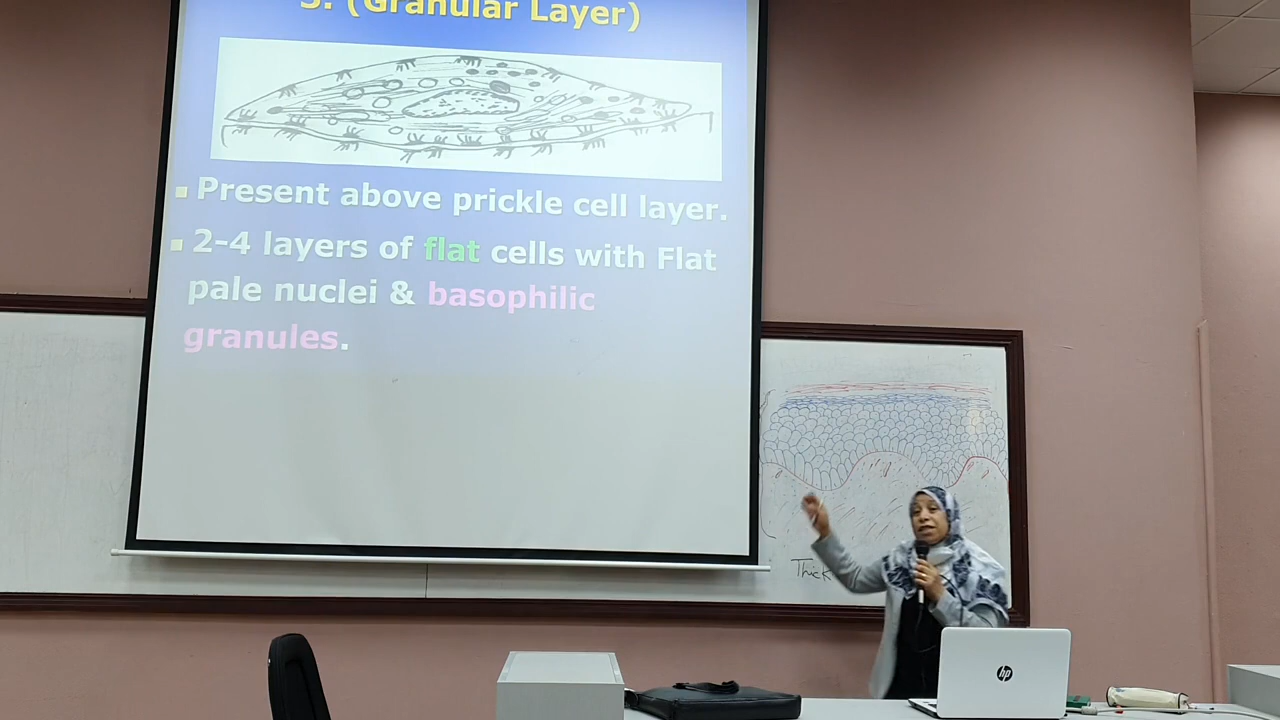 3. (Granular Layer)
Present above prickle cell layer.
2-4 layers of flat cells with Flat
pale nuclei & basophilic
granules.
Thick
hp